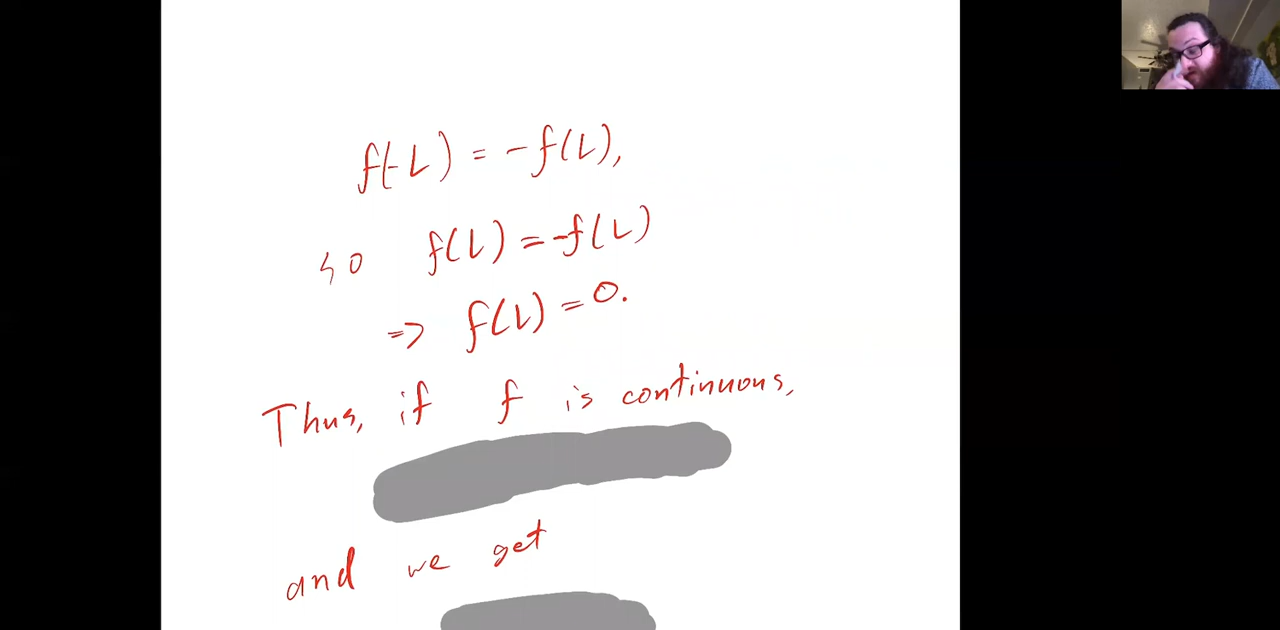 f(-L) = -f(L),
so f(L) = -f(L)
=> f(L) = 0.
Thus, if f is continuous,
and we get